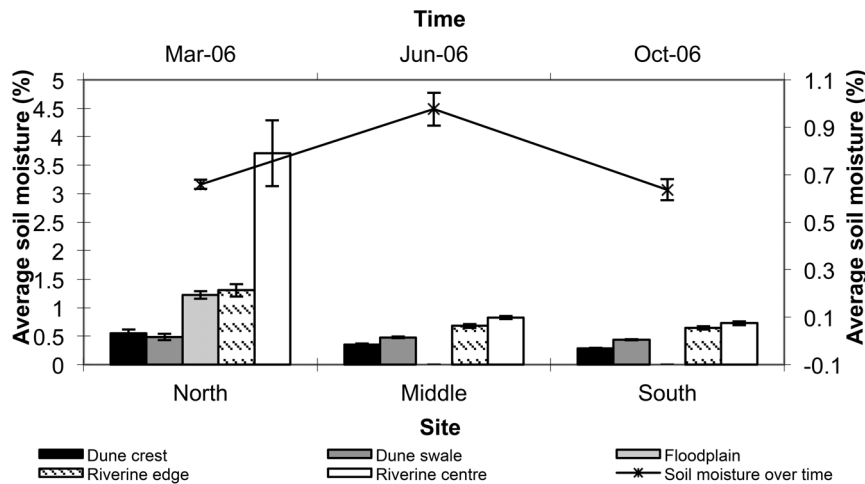 Time
Mar-06 Jun-06 Oct-06
Average soil moisture (%)
5
4.5
4
3.5
3
2.5
2
1.5
1
0.5
0
1.1
0.9
0.7
0.5
0.3
0.1
-0.1
Average soil moisture (%)
North Middle South
Site
Dune crest Dune swale Floodplain
Riverine edge Riverine centre Soil moisture over time